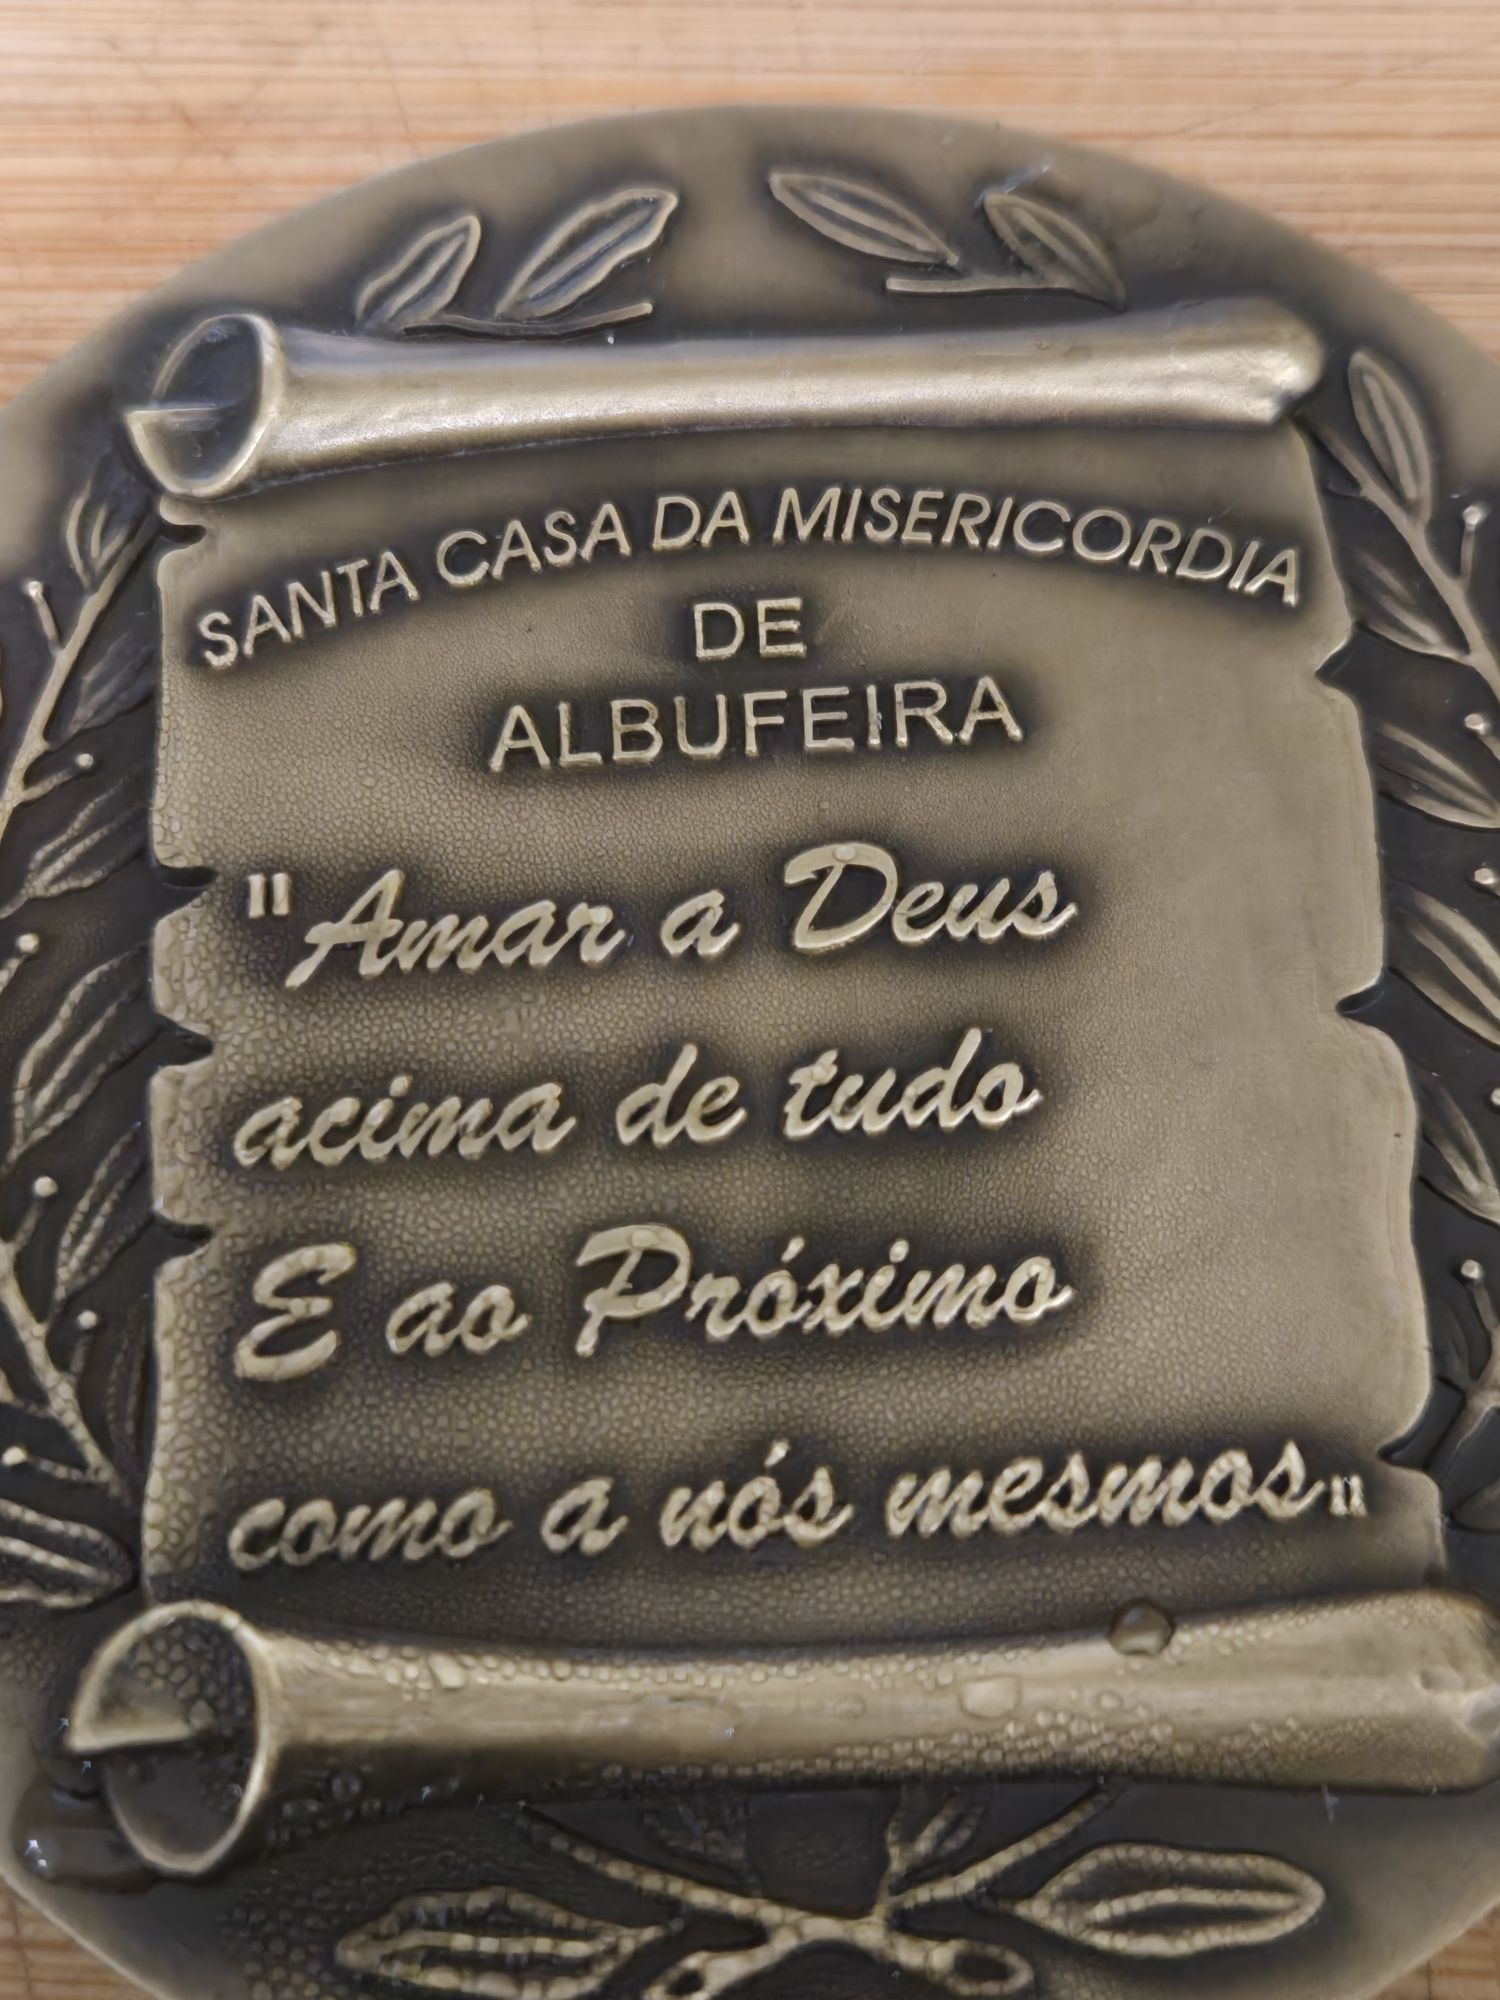 SANTA CASA DA MISERICORDIA
DE
ALBUFEIRA
"Amar a Deus
acima de tudo
E ao Próximo
como a nós mesmos"